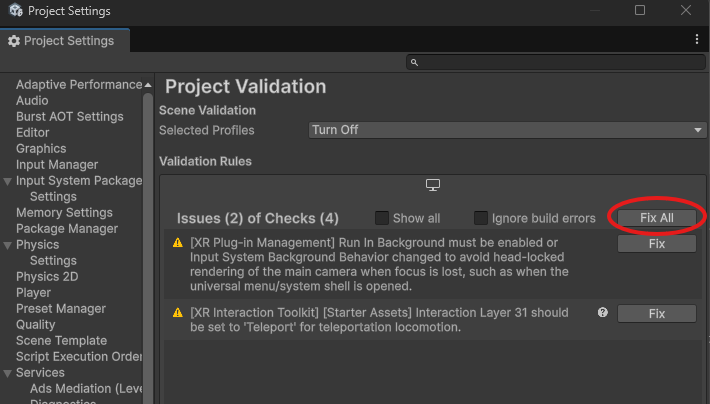 Project Settings
Project Settings
Adaptive Performance
Audio
Burst AOT Settings
Editor
Graphics
Input Manager
Input System Package
Settings
Memory Settings
Package Manager
Physics
Settings
Physics 2D
Player
Preset Manager
Quality
Scene Template
Script Execution Order
Services
Ads Mediation (Leve
Diagnostics
Project Validation
Scene Validation
Selected Profiles Turn Off
Validation Rules
Issues (2) of Checks (4) Show all Ignore build errors Fix All
[XR Plug-in Management] Run In Background must be enabled or Fix
Input System Background Behavior changed to avoid head-locked
rendering of the main camera when focus is lost, such as when the
universal menu/system shell is opened.
[XR Interaction Toolkit] [Starter Assets] Interaction Layer 31 should ? Fix
be set to 'Teleport' for teleportation locomotion.